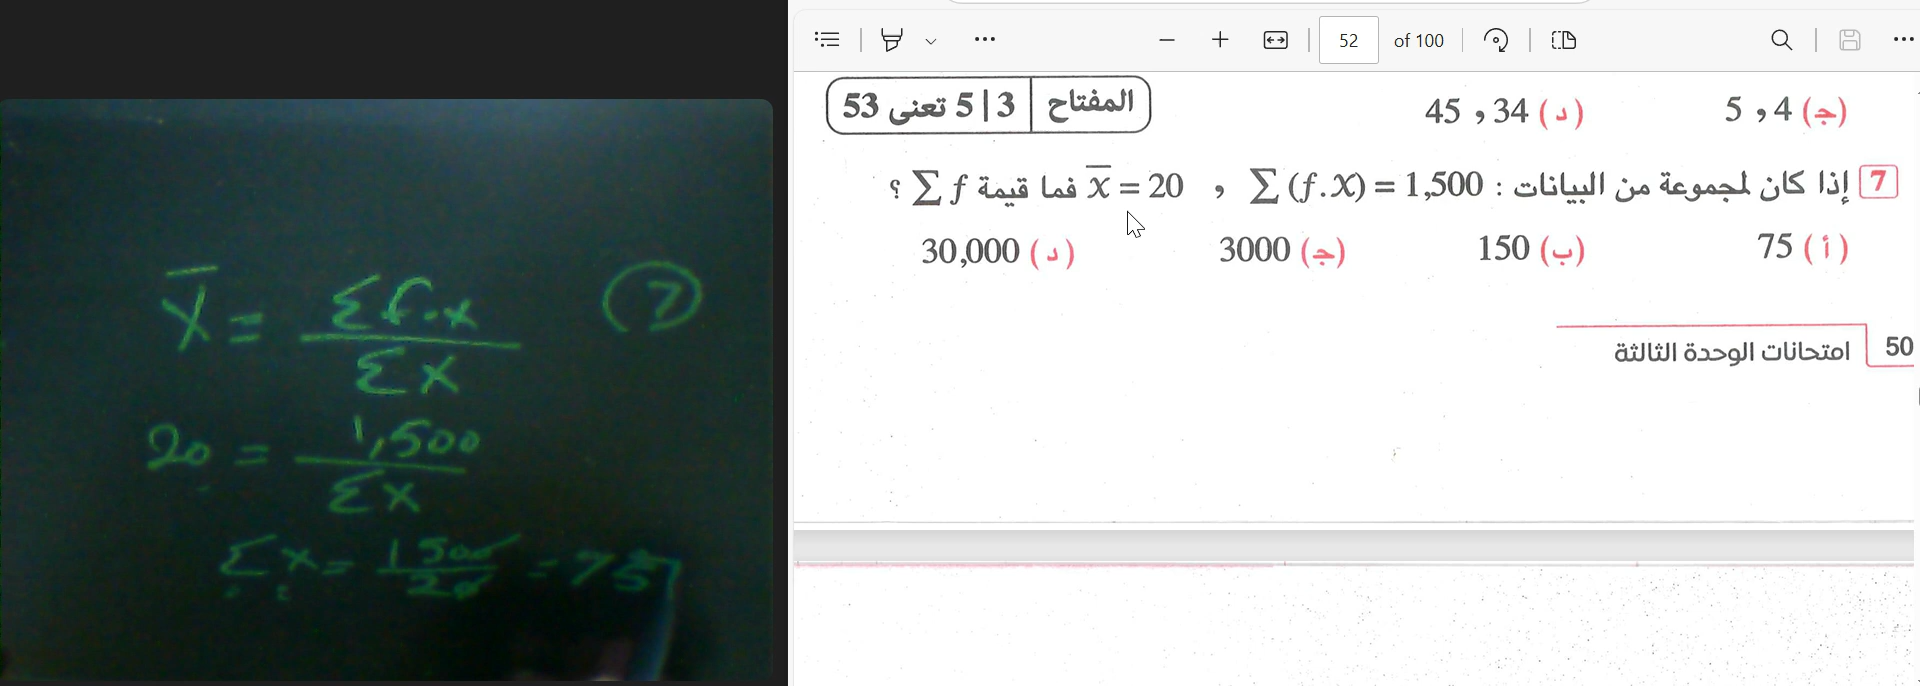 52 of 100
المفتاح 3 | 5 تعنى 53
(جـ) 4 , 5 (د) 34 , 45
7 إذا كان لمجموعة من البيانات : ∑ (f.X) = 1,500 , x̄ = 20 فما قيمة ∑ f ؟
(أ) 75 (ب) 150 (جـ) 3000 (د) 30,000
50 امتحانات الوحدة الثالثة
7
X̄ = Σf.x / Σx
20 = 1,500 / Σx
Σx = 1500 / 20 = 75